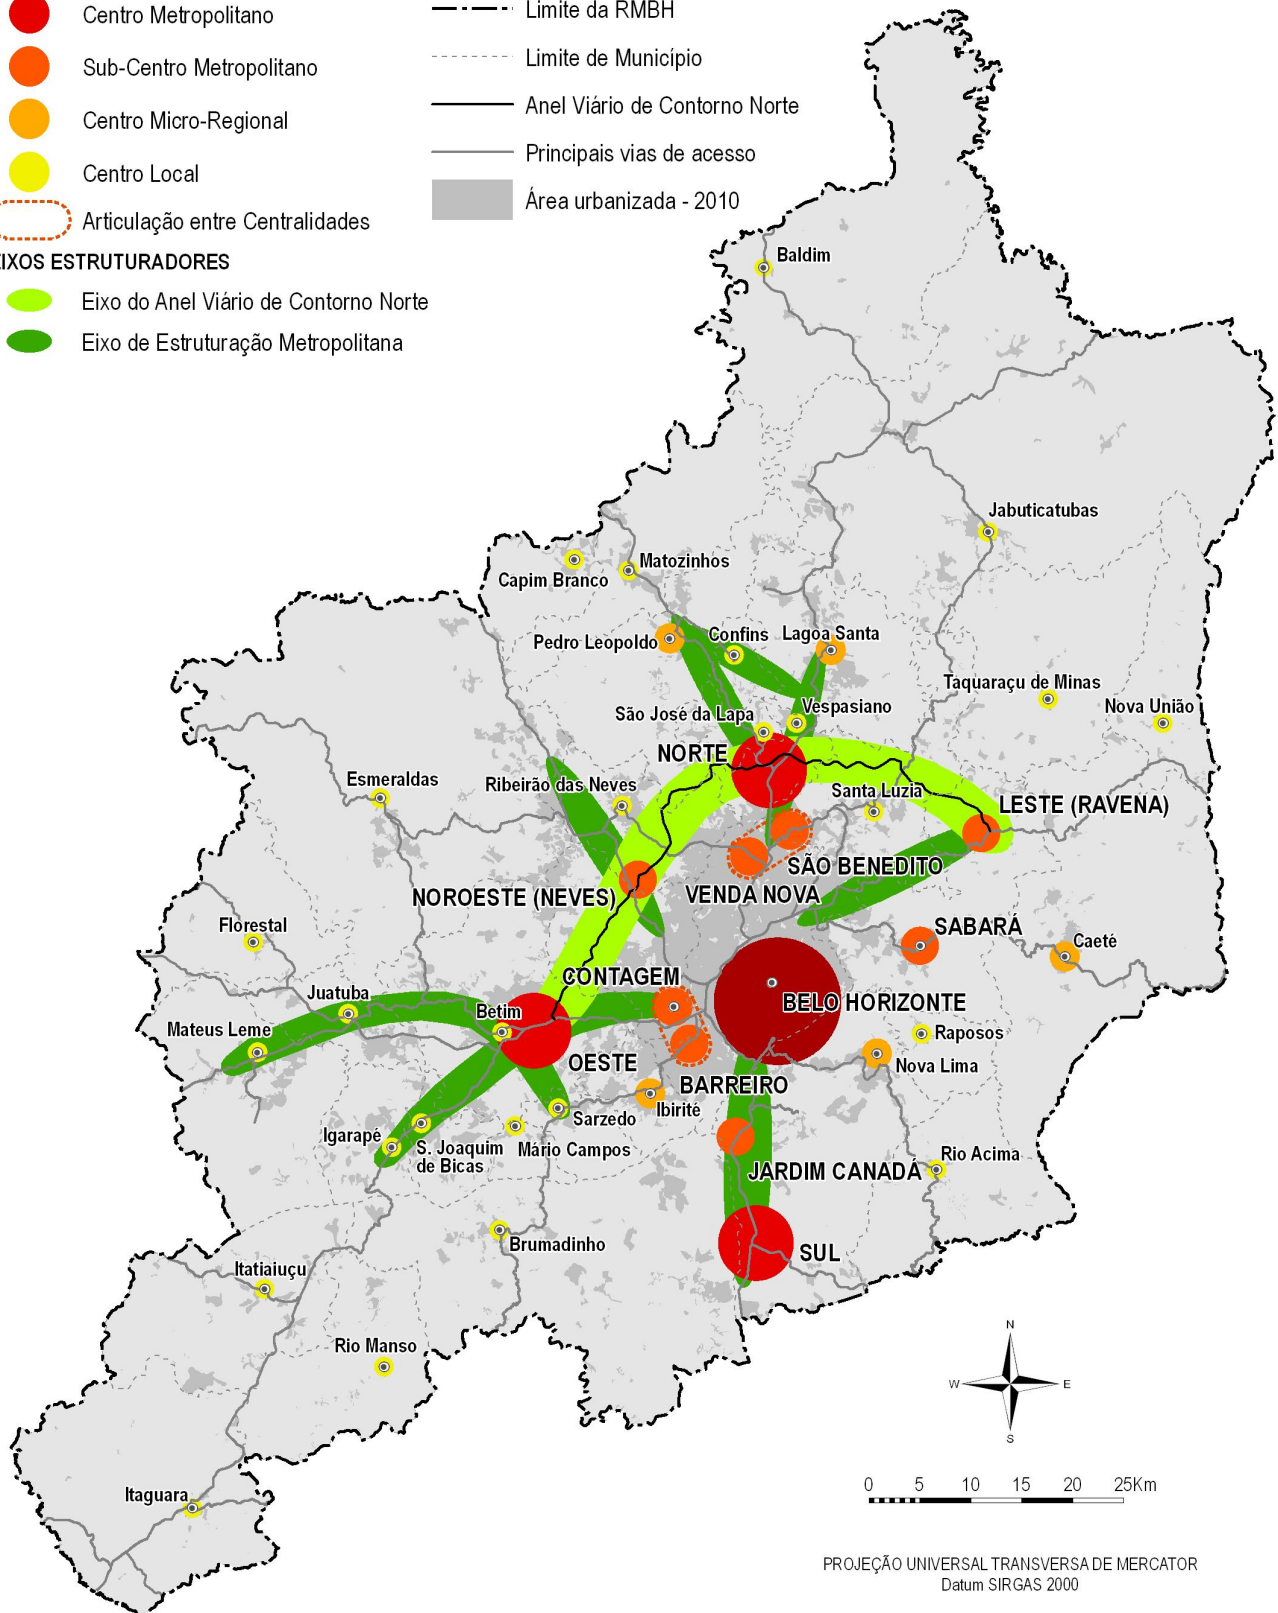 Centro Metropolitano
Sub-Centro Metropolitano
Centro Micro-Regional
Centro Local
Articulação entre Centralidades
EIXOS ESTRUTURADORES
Eixo do Anel Viário de Contorno Norte
Eixo de Estruturação Metropolitana
Limite da RMBH
Limite de Município
Anel Viário de Contorno Norte
Principais vias de acesso
Área urbanizada - 2010
Baldim
Jabuticatubas
Matozinhos
Capim Branco
Pedro Leopoldo
Confins
Lagoa Santa
Taquaraçu de Minas
Nova União
São José da Lapa
Vespasiano
NORTE
Esmeraldas
Ribeirão das Neves
Santa Luzia
LESTE (RAVENA)
SÃO BENEDITO
VENDA NOVA
NOROESTE (NEVES)
Florestal
SABARÁ
Caeté
CONTAGEM
Juatuba
Betim
BELO HORIZONTE
Mateus Leme
OESTE
Raposos
Nova Lima
BARREIRO
Ibirité
Sarzedo
Igarapé
S. Joaquim
de Bicas
Mário Campos
Rio Acima
JARDIM CANADÁ
Brumadinho
SUL
Itatiaiuçu
Rio Manso
Itaguara
N
W
E
S
0 5 10 15 20 25Km
PROJEÇÃO UNIVERSAL TRANSVERSA DE MERCATOR
Datum SIRGAS 2000